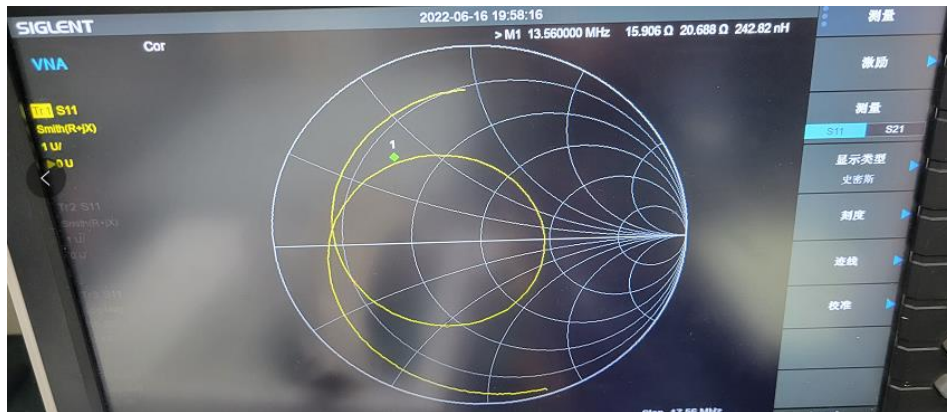 SIGLENT
2022-06-16 19:58:16
测量
Cor
> M1 13.560000 MHz 15.906 Ω 20.688 Ω 242.82 nH
VNA
激励
Tr1 S11
Smith(R+jX)
1 U/
▶0 U
测量
S11 S21
1
显示类型
史密斯
Tr2 S11
Smith(R+jX)
刻度
迹线
校准